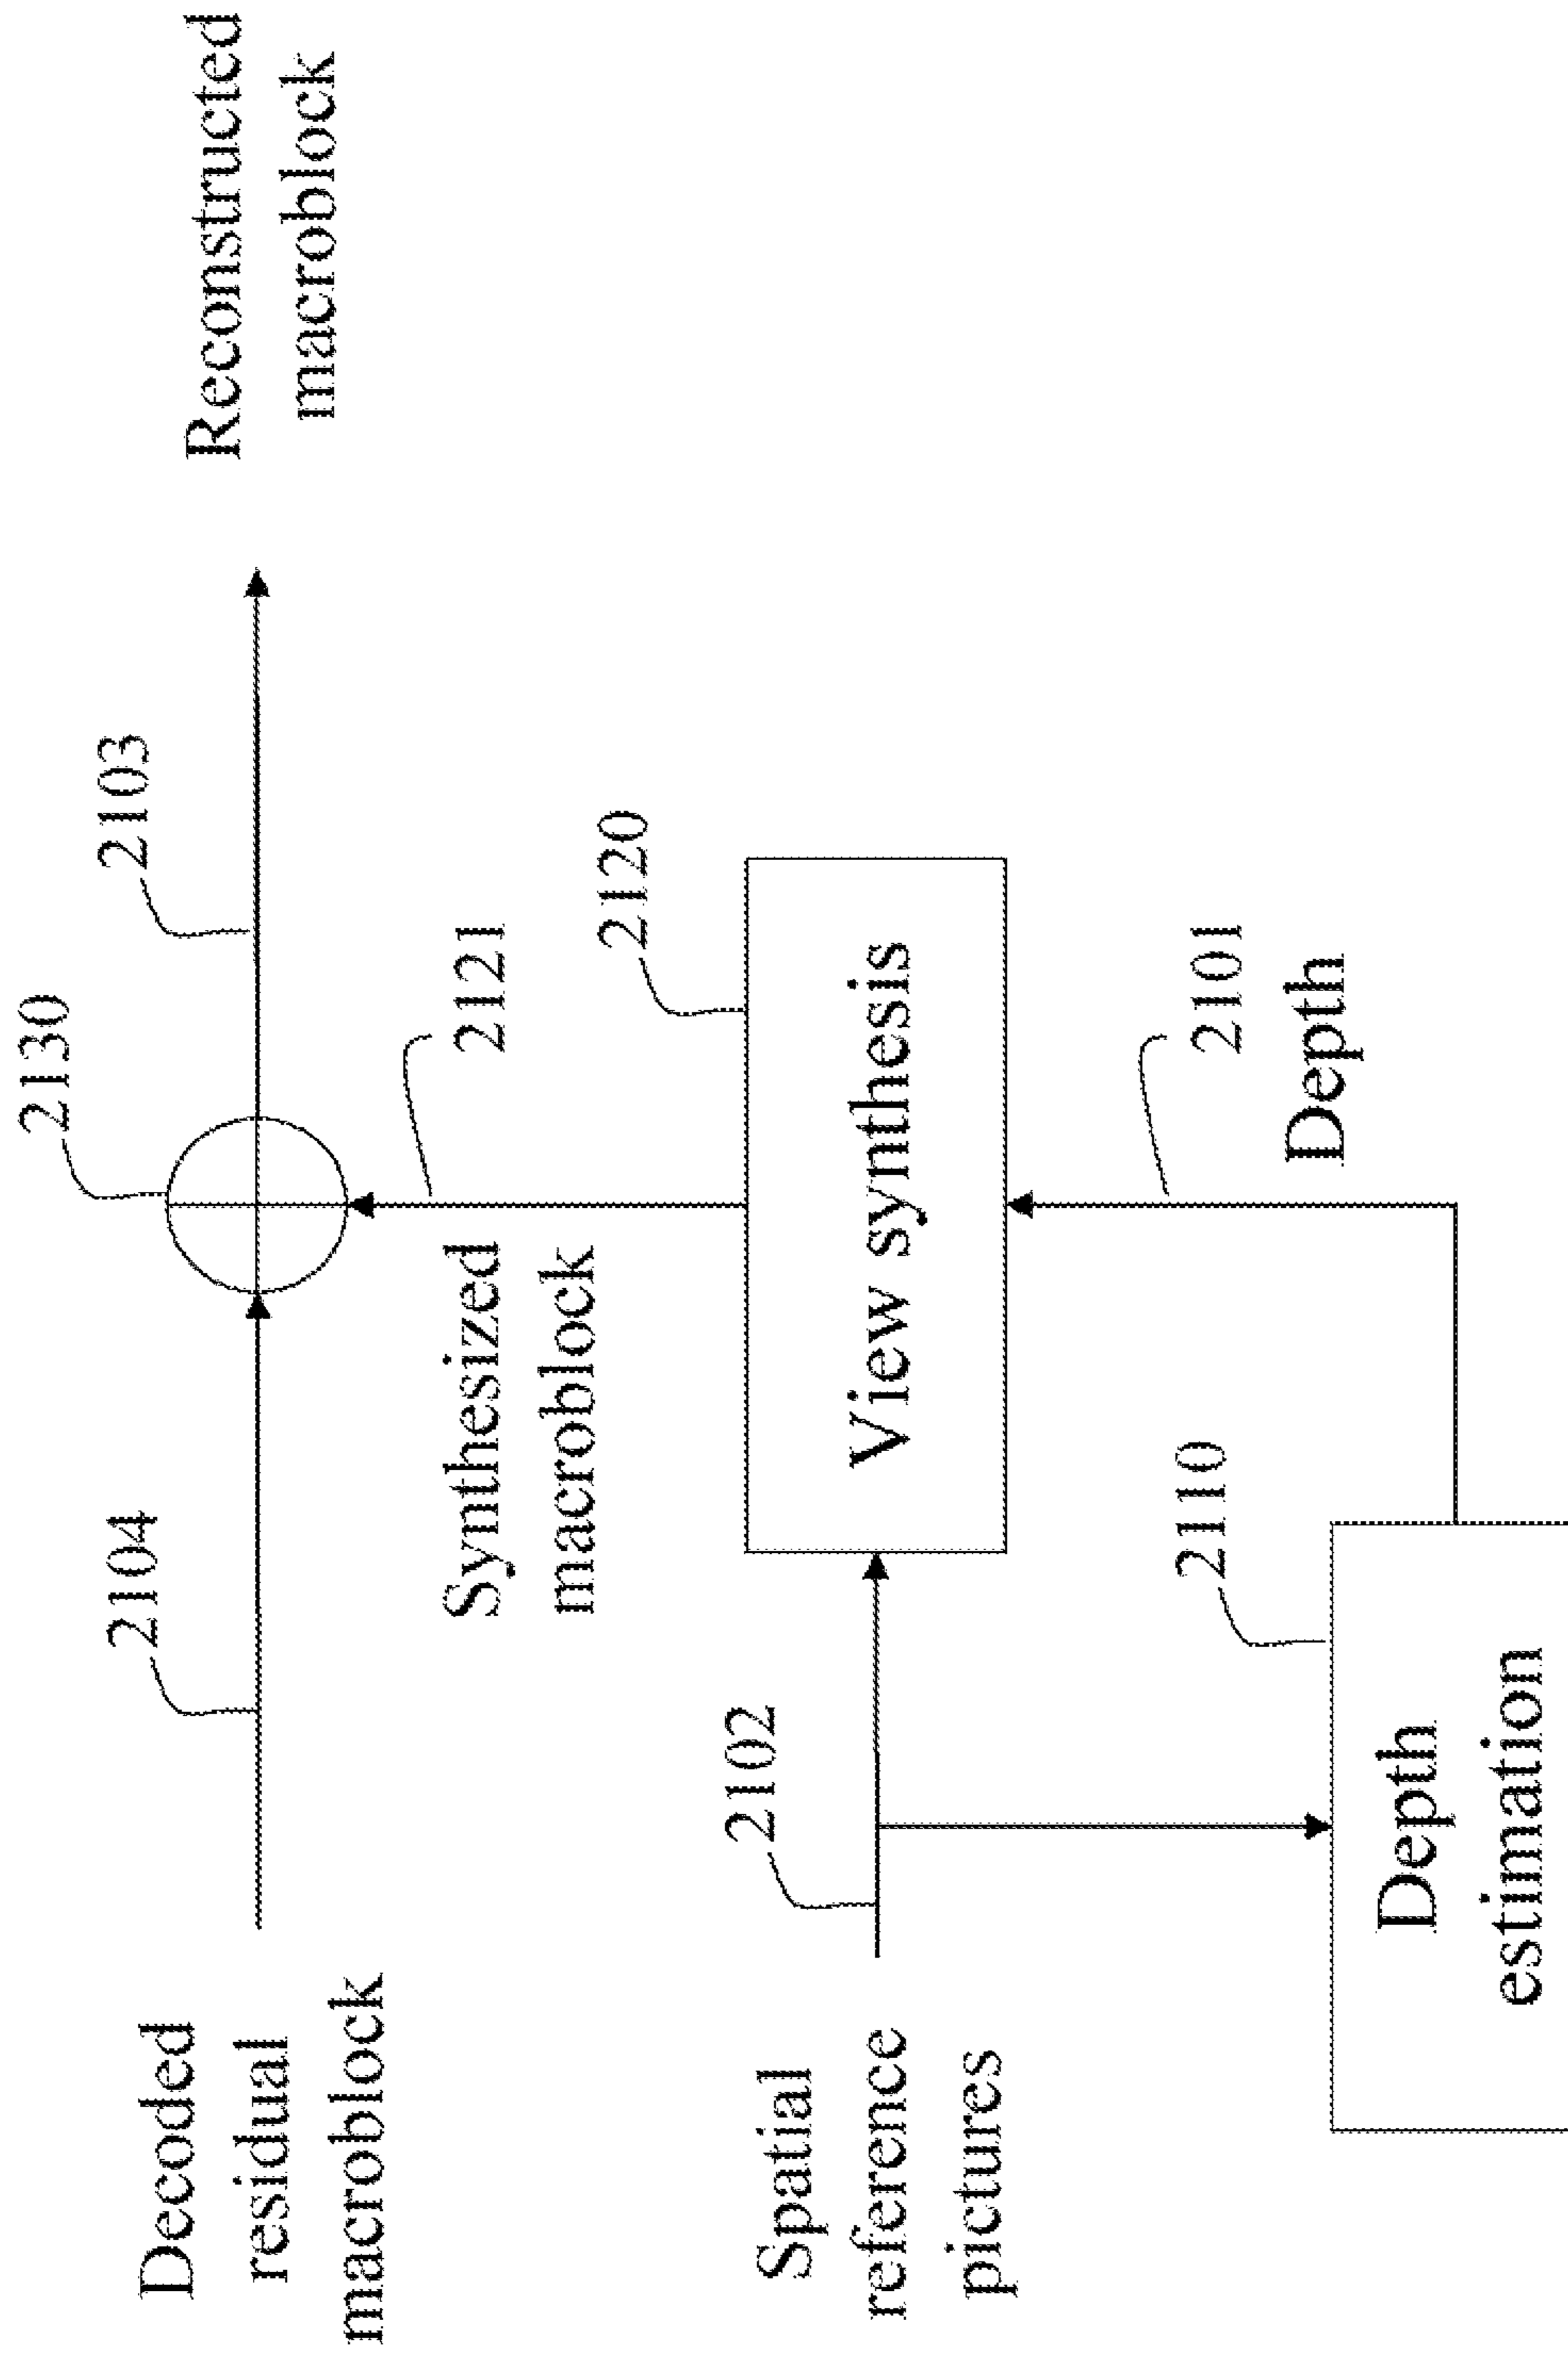 2130
2104
2103
Decoded
residual
macroblock
Reconstructed
macroblock
Synthesized
macroblock
2121
2102
2120
Spatial
reference
pictures
View synthesis
2110
2101
Depth
Depth
estimation